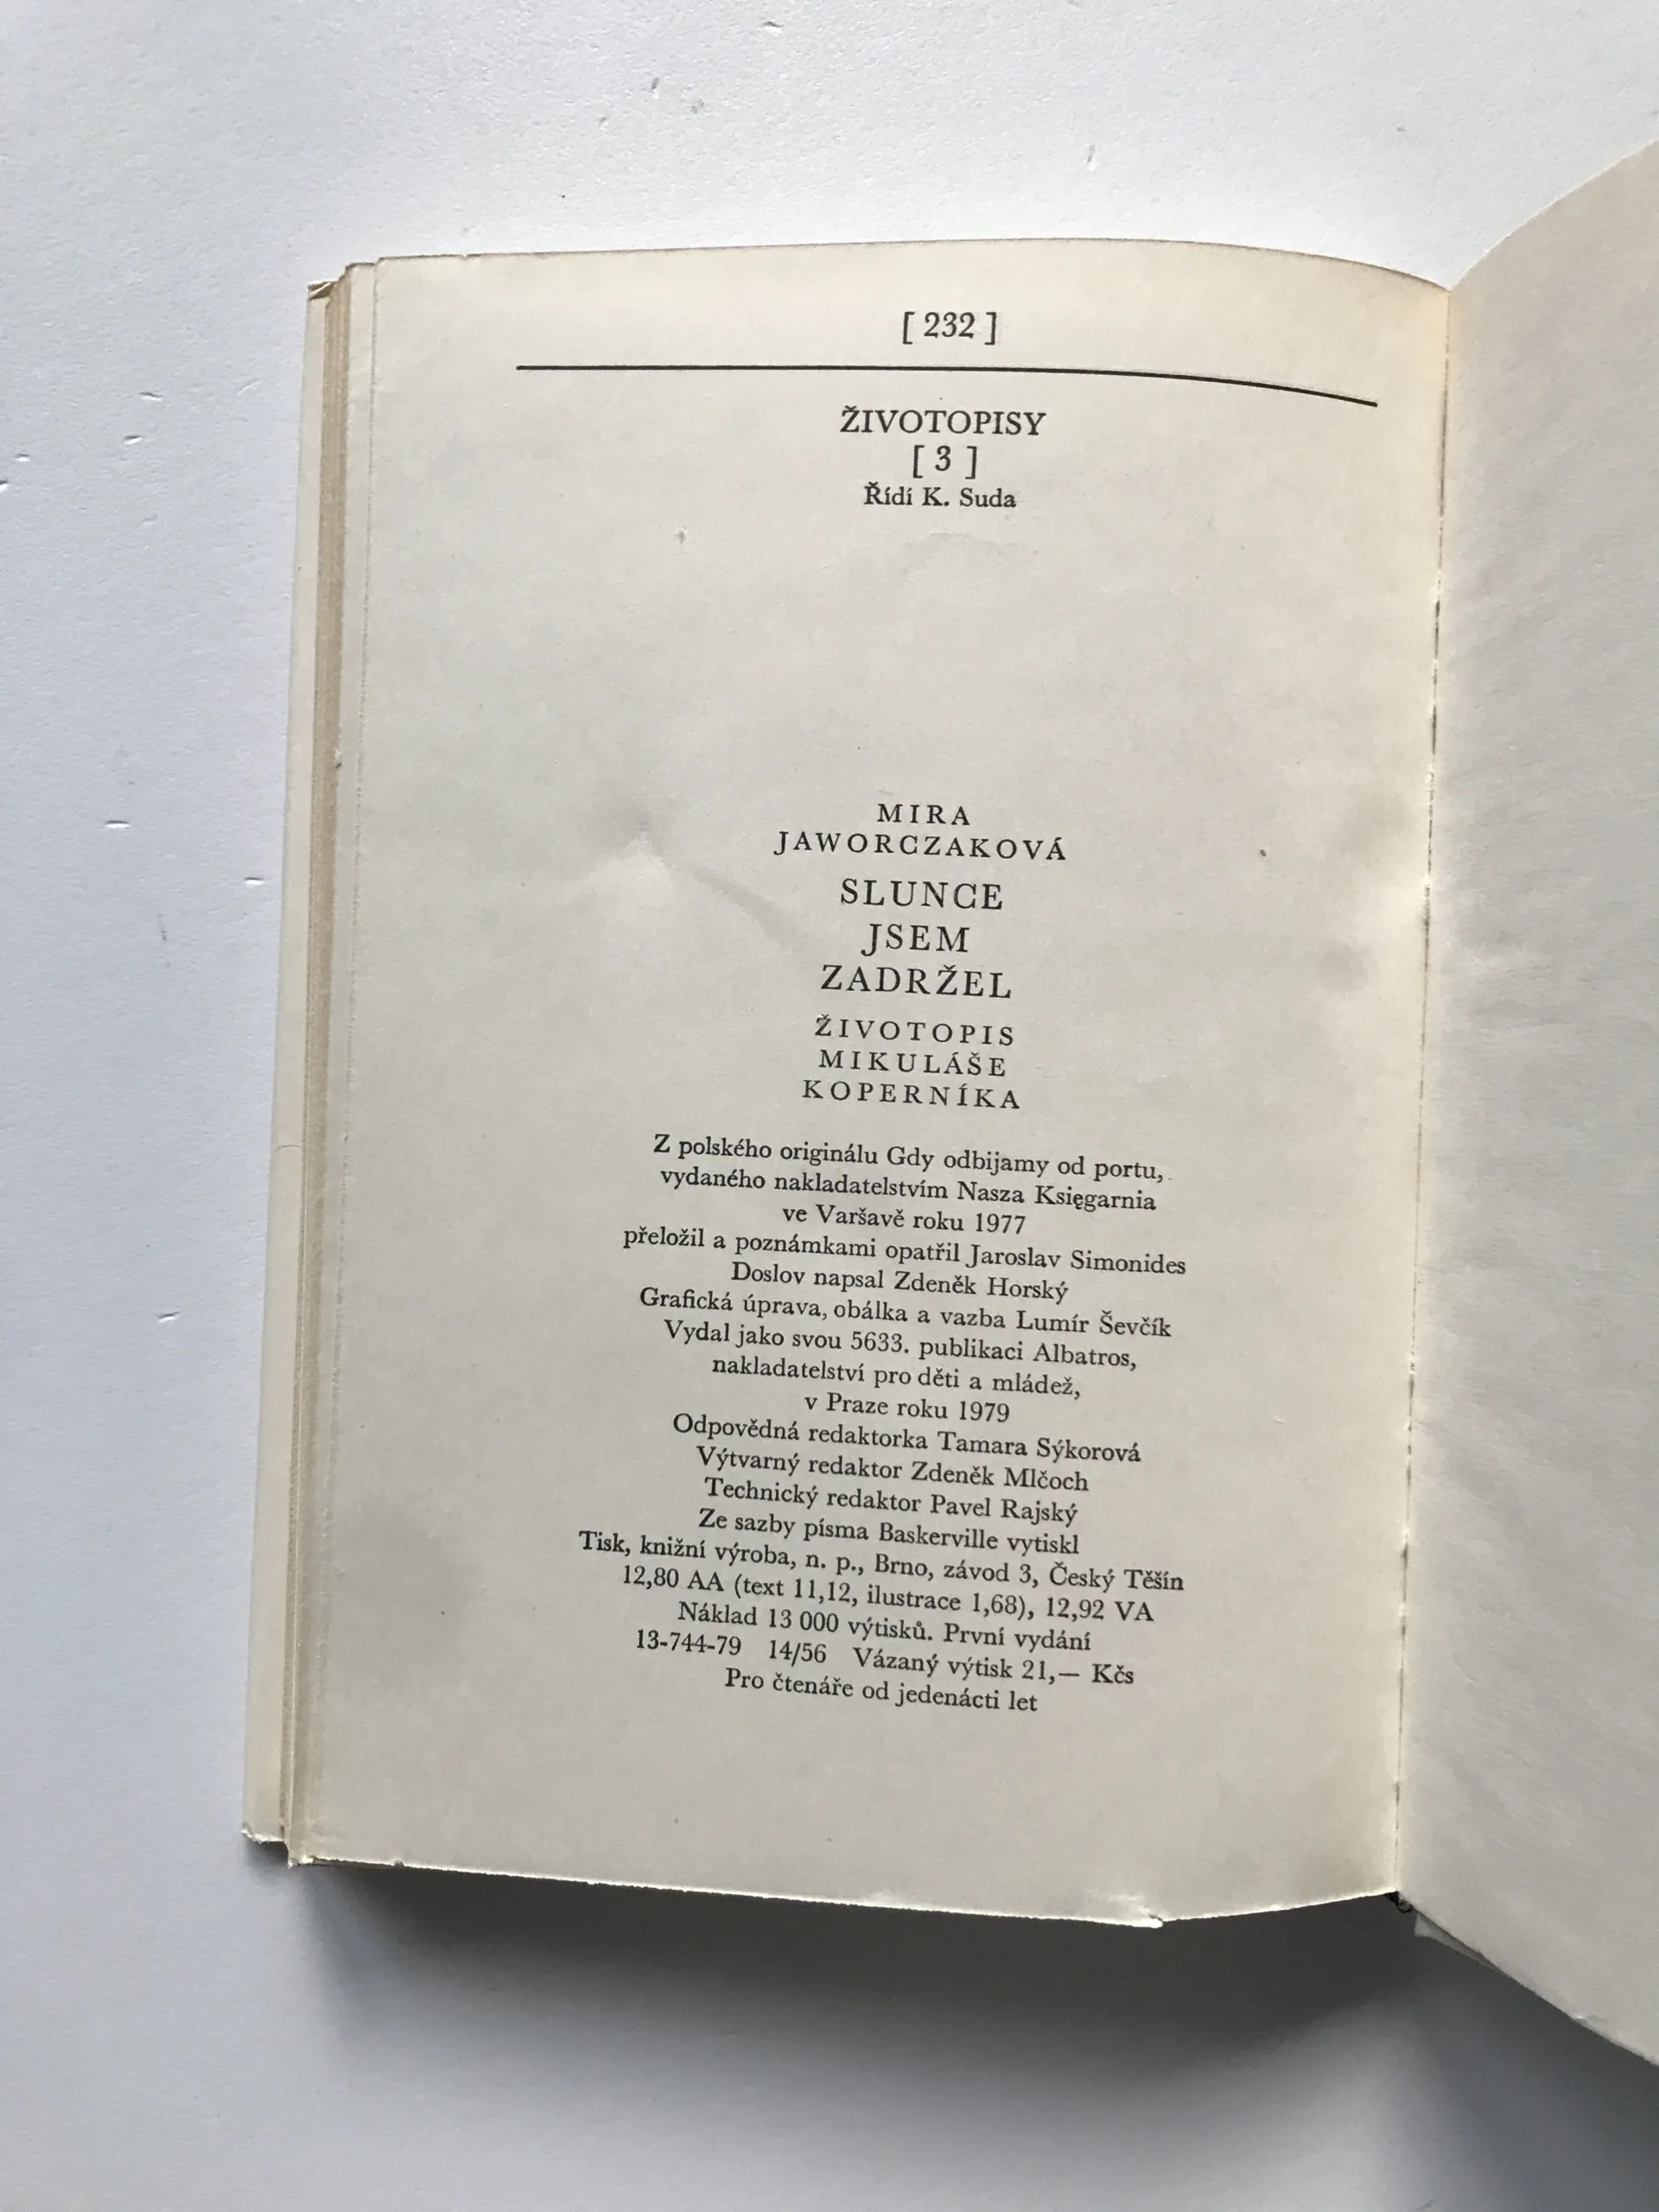 [ 232 ]
ŽIVOTOPISY
[ 3 ]
Řídí K. Suda
MIRA
JAWORCZAKOVÁ
SLUNCE
JSEM
ZADRŽEL
ŽIVOTOPIS
MIKULÁŠE
KOPERNÍKA
Z polského originálu Gdy odbijamy od portu,
vydaného nakladatelstvím Nasza Księgarnia
ve Varšavě roku 1977
přeložil a poznámkami opatřil Jaroslav Simonides
Doslov napsal Zdeněk Horský
Grafická úprava, obálka a vazba Lumír Ševčík
Vydal jako svou 5633. publikaci Albatros,
nakladatelství pro děti a mládež,
v Praze roku 1979
Odpovědná redaktorka Tamara Sýkorová
Výtvarný redaktor Zdeněk Mlčoch
Technický redaktor Pavel Rajský
Ze sazby písma Baskerville vytiskl
Tisk, knižní výroba, n. p., Brno, závod 3, Český Těšín
12,80 AA (text 11,12, ilustrace 1,68), 12,92 VA
Náklad 13 000 výtisků. První vydání
13-744-79 14/56 Vázaný výtisk 21,— Kčs
Pro čtenáře od jedenácti let